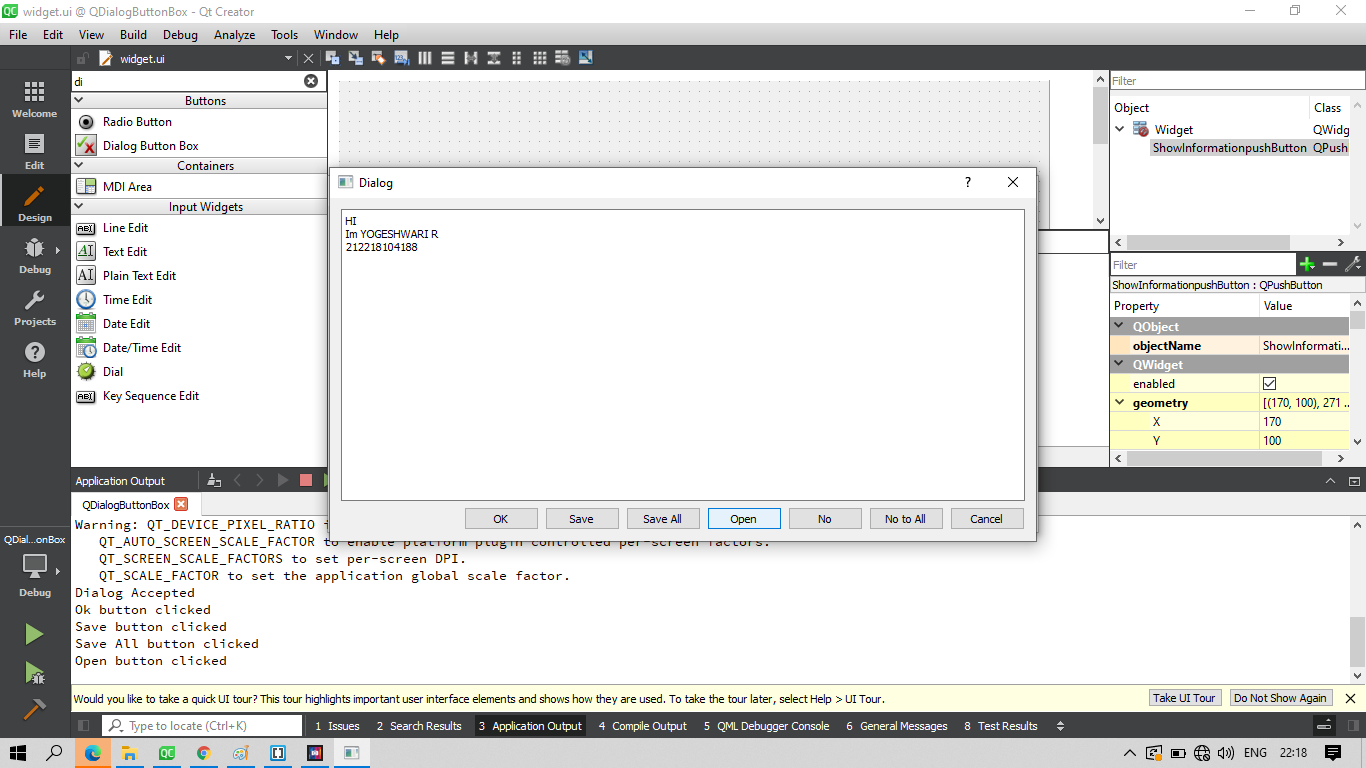 widget.ui @ QDialogButtonBox - Qt Creator
File Edit View Build Debug Analyze Tools Window Help
widget.ui
di
Buttons
Radio Button
Dialog Button Box
Containers
MDI Area
Input Widgets
Line Edit
Text Edit
Plain Text Edit
Time Edit
Date Edit
Date/Time Edit
Dial
Key Sequence Edit
Welcome
Edit
Design
Debug
Projects
Help
QDial...onBox
Debug
Dialog
HI
Im YOGESHWARI R
212218104188
OK Save Save All Open No No to All Cancel
Filter
Object Class
Widget QWidg
ShowInformationpushButton QPush
Filter
ShowInformationpushButton : QPushButton
Property Value
QObject
objectName ShowInformati...
QWidget
enabled
geometry [(170, 100), 271 ..
X 170
Y 100
Application Output
QDialogButtonBox
Warning: QT_DEVICE_PIXEL_RATIO
QT_AUTO_SCREEN_SCALE_FACTOR to enable platform plugin controlled per-screen factors.
QT_SCREEN_SCALE_FACTORS to set per-screen DPI.
QT_SCALE_FACTOR to set the application global scale factor.
Dialog Accepted
Ok button clicked
Save button clicked
Save All button clicked
Open button clicked
Would you like to take a quick UI tour? This tour highlights important user interface elements and shows how they are used. To take the tour later, select Help > UI Tour.
Take UI Tour Do Not Show Again
Type to locate (Ctrl+K) 1 Issues 2 Search Results 3 Application Output 4 Compile Output 5 QML Debugger Console 6 General Messages 8 Test Results
ENG 22:18